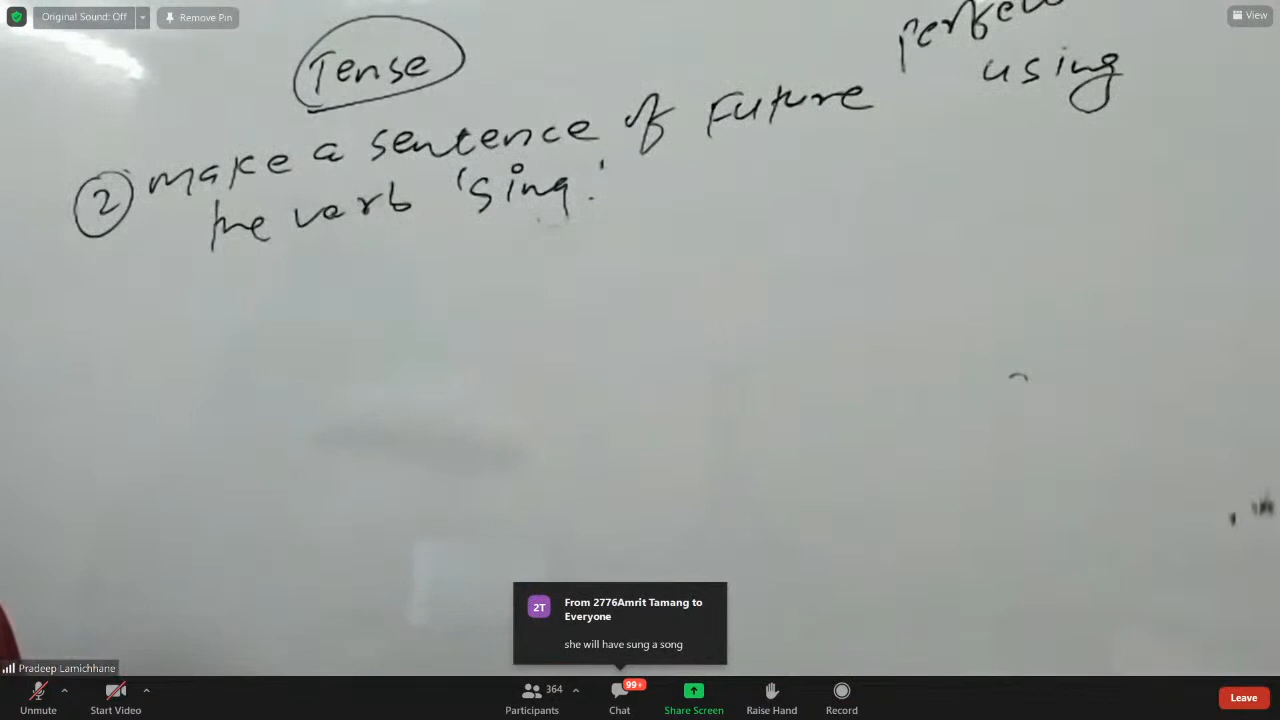 Original Sound: Off
Remove Pin
View
Tense
② make a sentence of Future perfect using
the verb 'sing.'
2T
From 2776Amrit Tamang to
Everyone
she will have sung a song
Pradeep Lamichhane
Unmute
Start Video
364
Participants
99+
Chat
Share Screen
Raise Hand
Record
Leave